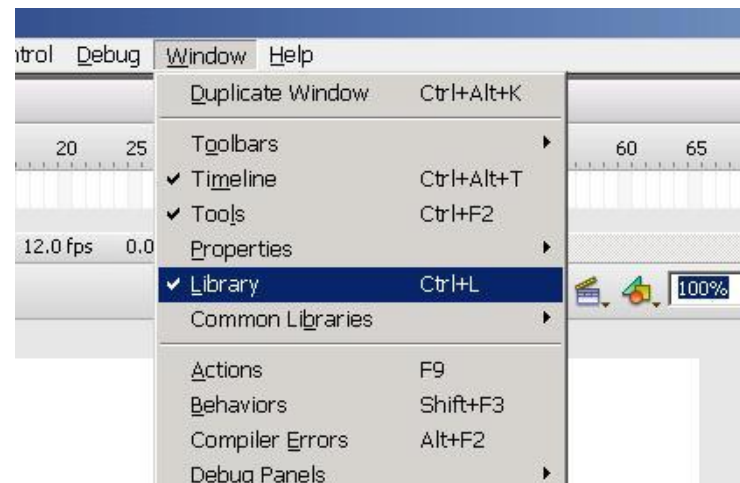 ntrol Debug Window Help
Duplicate Window Ctrl+Alt+K
20 25 60 65
Toolbars
Timeline Ctrl+Alt+T
Tools Ctrl+F2
12.0 fps 0.0
Properties
Library Ctrl+L
100%
Common Libraries
Actions F9
Behaviors Shift+F3
Compiler Errors Alt+F2
Debug Panels